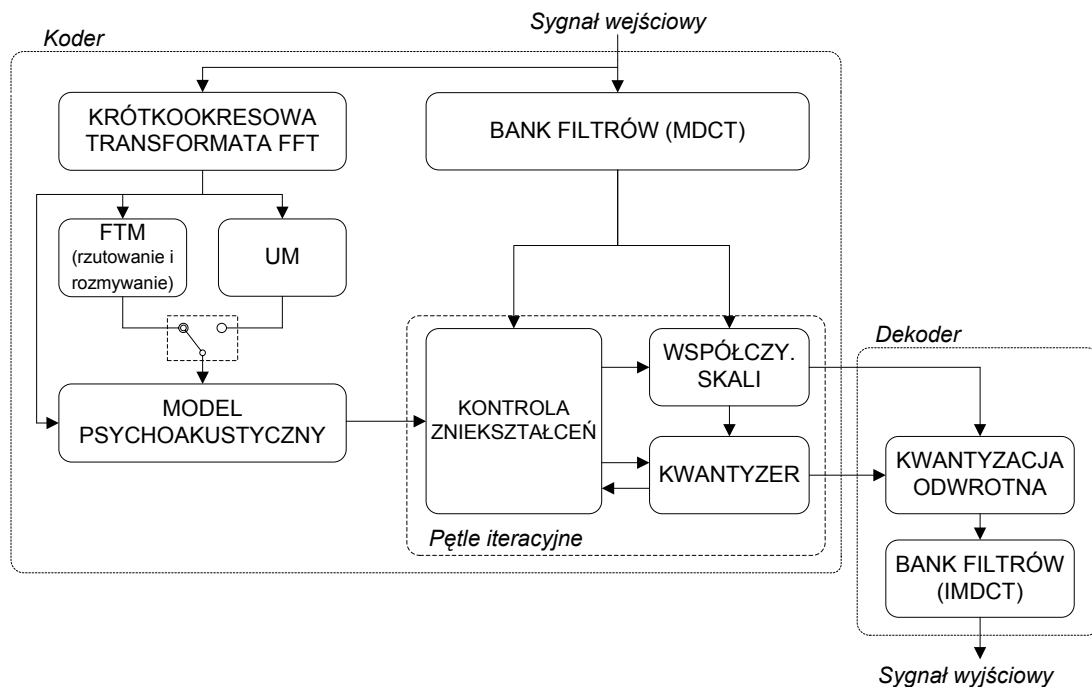 Sygnał wejściowy
Koder
KRÓTKOOKRESOWA
TRANSFORMATA FFT
BANK FILTRÓW (MDCT)
FTM
(rzutowanie i
rozmywanie)
UM
MODEL
PSYCHOAKUSTYCZNY
KONTROLA
ZNIEKSZTAŁCEŃ
WSPÓŁCZY.
SKALI
KWANTYZER
Pętle iteracyjne
Dekoder
KWANTYZACJA
ODWROTNA
BANK FILTRÓW
(IMDCT)
Sygnał wyjściowy